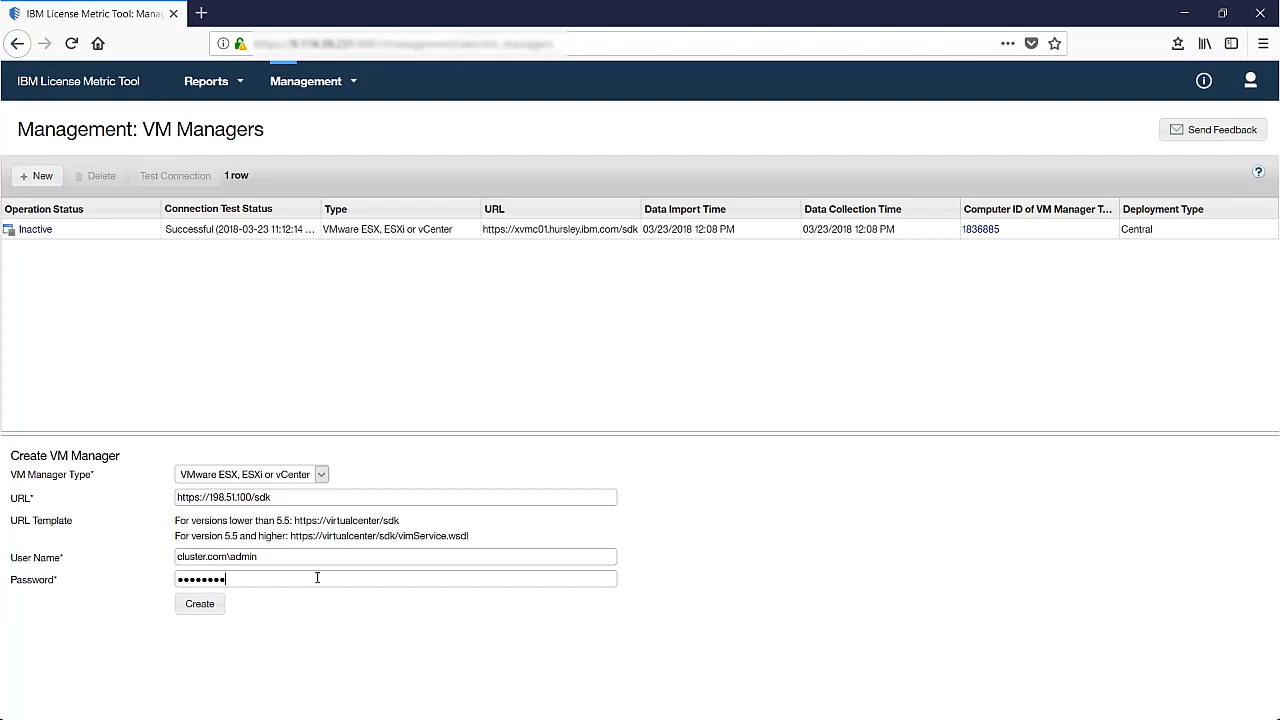 IBM License Metric Tool: Mana
IBM License Metric Tool Reports Management
Management: VM Managers
Send Feedback
+ New Delete Test Connection 1 row ?
Operation Status Connection Test Status Type URL Data Import Time Data Collection Time Computer ID of VM Manager T... Deployment Type
Inactive Successful (2018-03-23 11:12:14 ... VMware ESX, ESXi or vCenter https://xvmc01.hursley.ibm.com/sdk 03/23/2018 12:08 PM 03/23/2018 12:08 PM 1836885 Central
Create VM Manager
VM Manager Type* VMware ESX, ESXi or vCenter
URL* https://198.51.100/sdk
URL Template For versions lower than 5.5: https://virtualcenter/sdk
For version 5.5 and higher: https://virtualcenter/sdk/vimService.wsdl
User Name* cluster.com\admin
Password* ••••••••
Create